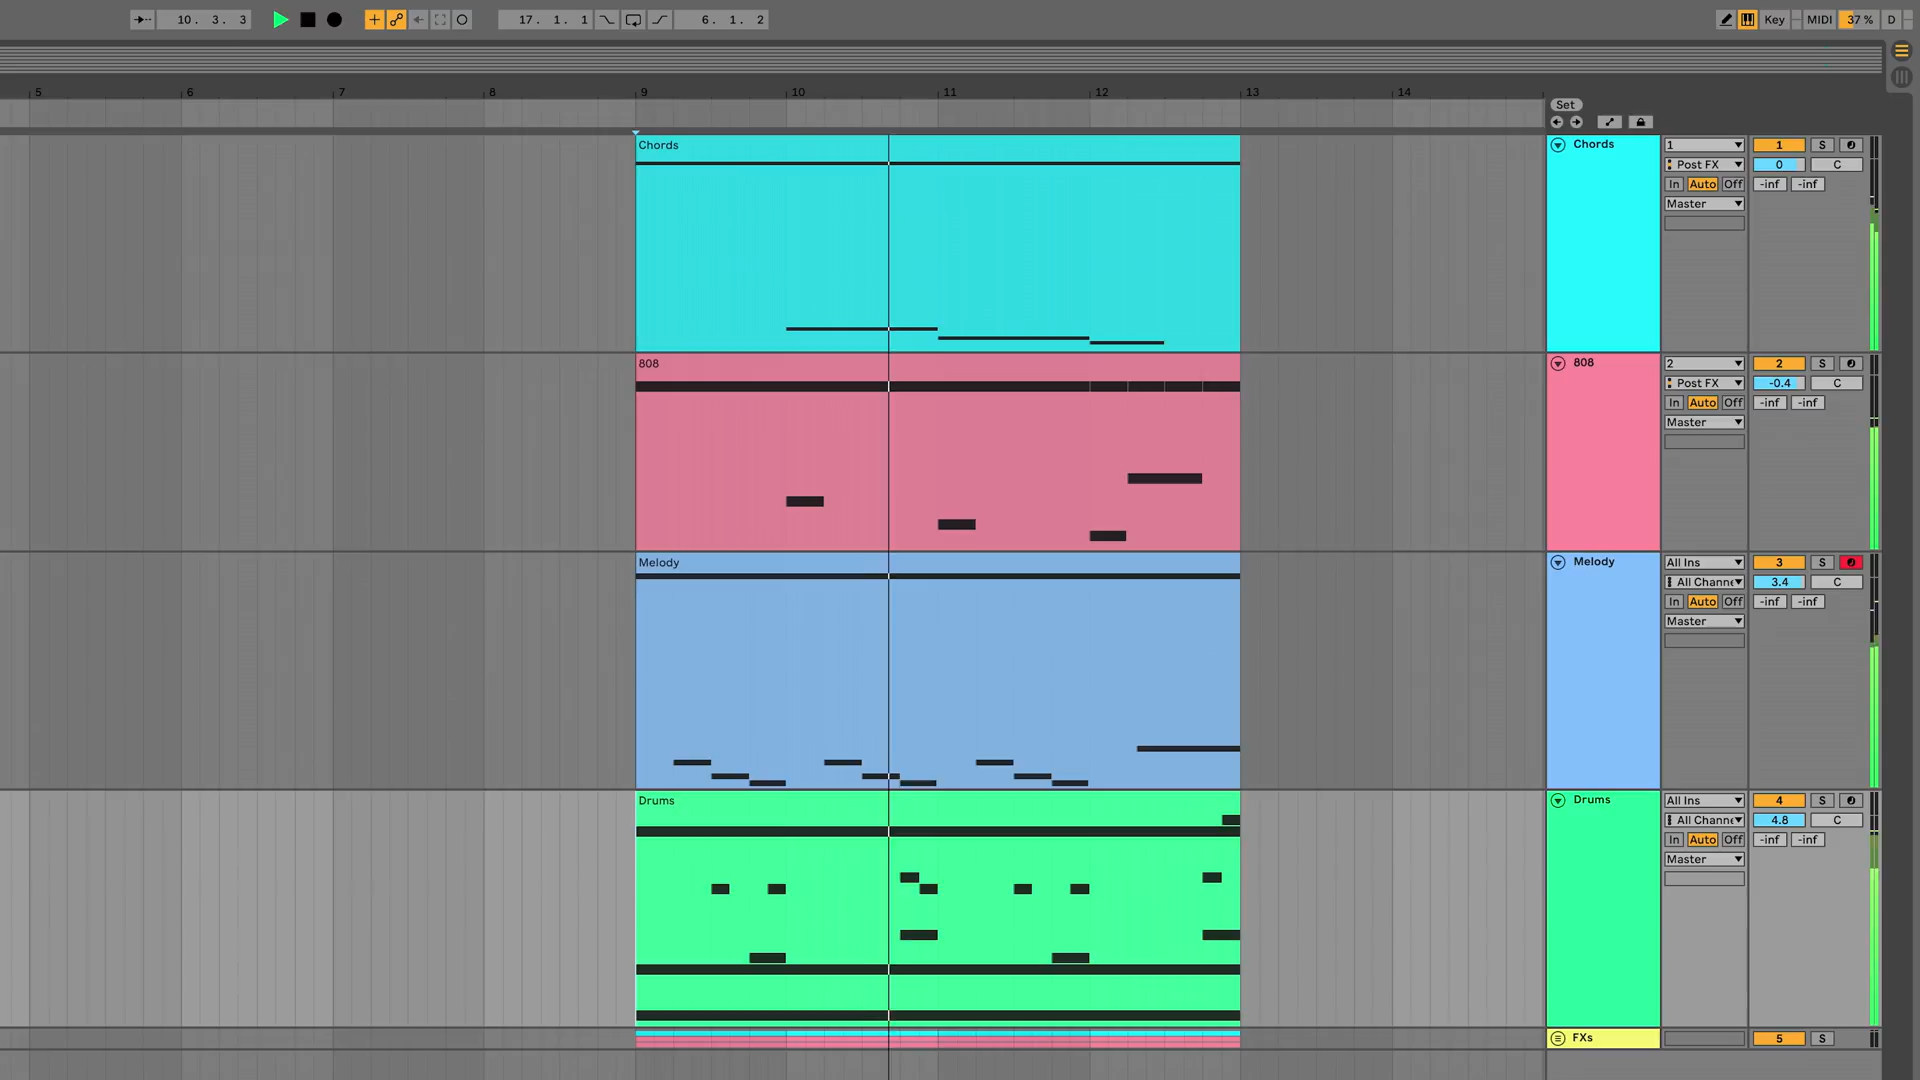 10. 3. 3 17. 1. 1 6. 1. 2 Key MIDI 37 % D
5 6 7 8 9 10 11 12 13 14
Set
Chords Chords 1 1 S
Post FX 0 C
In Auto Off -inf -inf
Master
808 808 2 2 S
Post FX -0.4 C
In Auto Off -inf -inf
Master
Melody Melody All Ins 3 S
All Channe 3.4 C
In Auto Off -inf -inf
Master
Drums Drums All Ins 4 S
All Channe 4.8 C
In Auto Off -inf -inf
Master
FXs 5 S